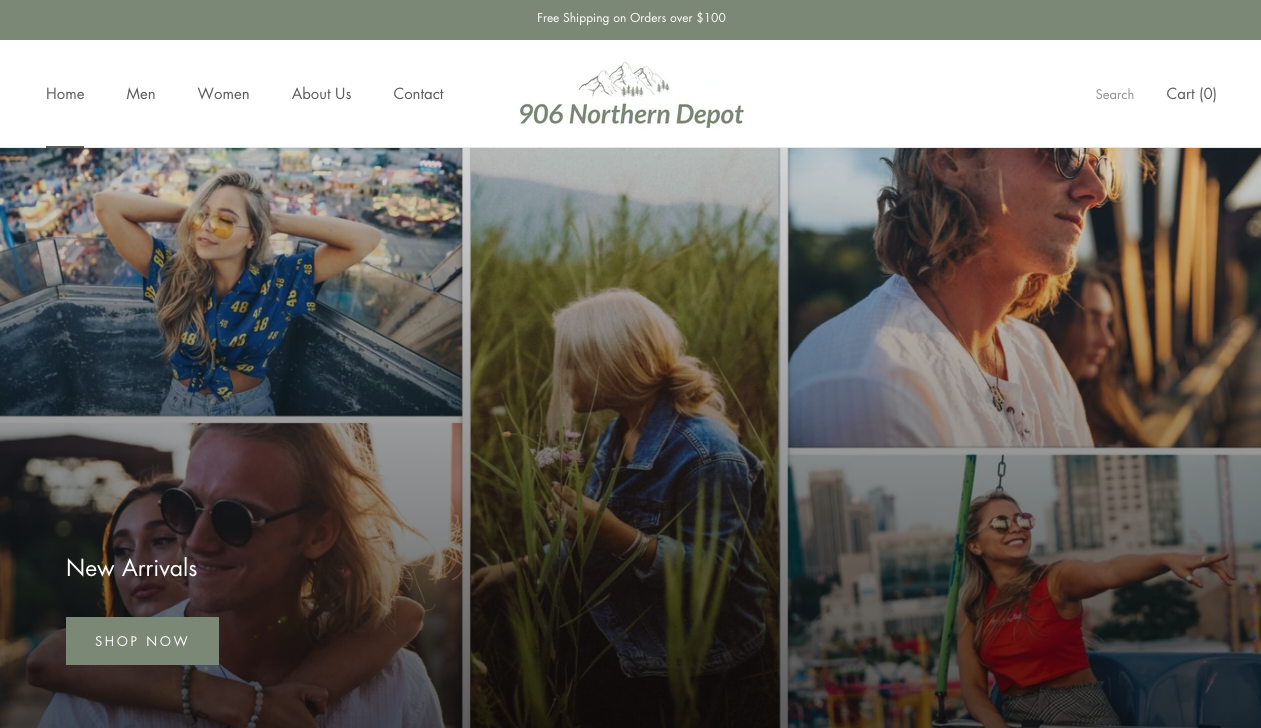 Free Shipping on Orders over $100
Home Men Women About Us Contact
906 Northern Depot
Search Cart (0)
New Arrivals
SHOP NOW